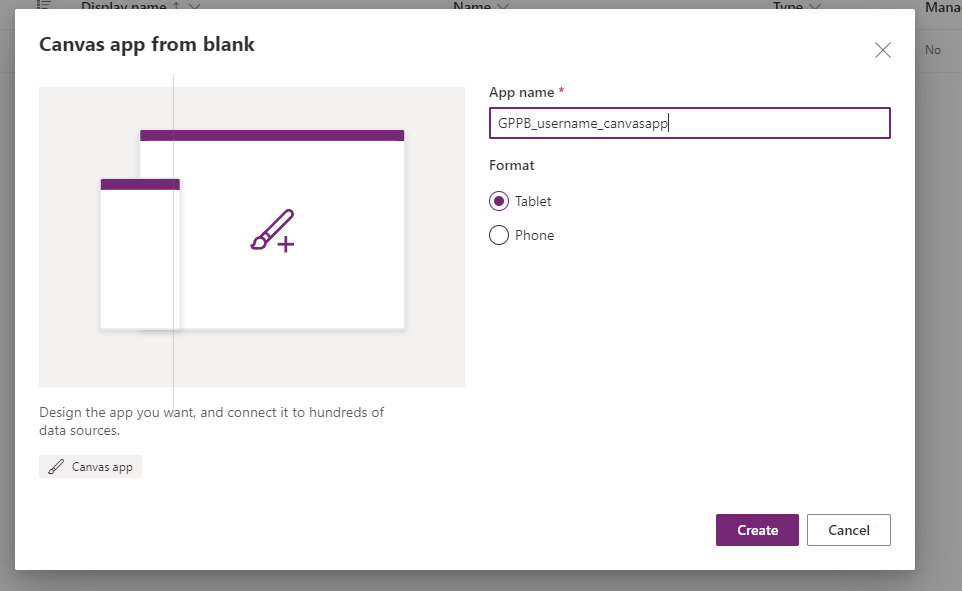 Display name Name Type Mana
Canvas app from blank
No
App name *
GPPB_username_canvasapp
Format
Tablet
Phone
Design the app you want, and connect it to hundreds of
data sources.
Canvas app
Create Cancel